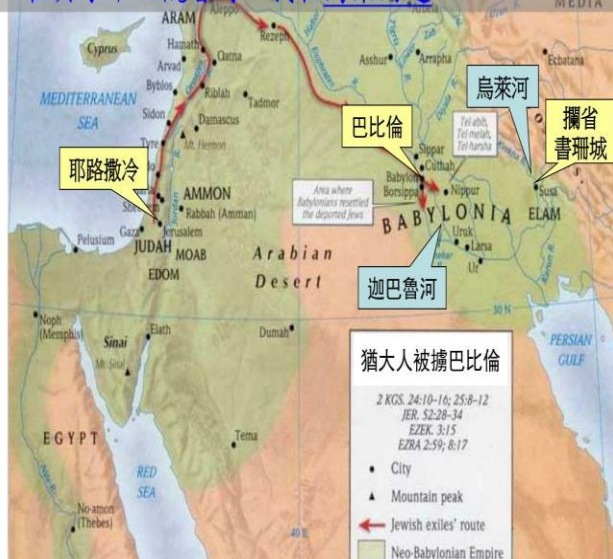 ARAM
Aleppo
Rezeph
Habor
Arbela
MEDIA
Cyprus
Hamath
Arvad
Qatna
Asshur
Arrapha
Ecbatana
Byblos
Riblah
Tadmor
MEDITERRANEAN
SEA
Sidon
Damascus
Tyre
Mt. Hermon
烏萊河
巴比倫
攔省
書珊城
Tel-abib,
Tel-melah,
Tel-harsha
耶路撒冷
Sippar
Cuthah
Babylon
Borsippa
Nippur
Susa
ELAM
AMMON
Rabbah (Amman)
Jordan R.
Area where
Babylonians resettled
the deported Jews
BABYLONIA
Gaza
Jerusalem
JUDAH
MOAB
EDOM
Pelusium
Uruk
Larsa
Ur
Arabian
Desert
迦巴魯河
30 N
Noph
(Memphis)
Sinai
Mt. Sinai
Elath
Dumah
PERSIAN
GULF
猶大人被擄巴比倫
2 KGS. 24:10–16; 25:8–12
JER. 52:28–34
EZEK. 3:15
EZRA 2:59; 8:17
City
Mountain peak
Jewish exiles' route
Neo-Babylonian Empire
EGYPT
Tema
RED
SEA
Nile R.
No-amon
(Thebes)
40 E